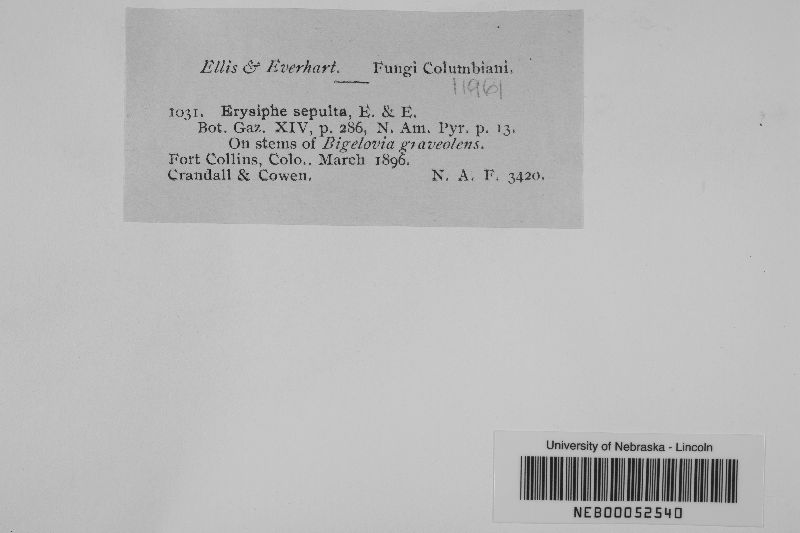 Ellis & Everhart. Fungi Columbiani.
11961
1031. Erysiphe sepulta, E. & E.
Bot. Gaz. XIV, p. 286, N. Am. Pyr. p. 13.
On stems of Bigelovia graveolens.
Fort Collins, Colo.. March 1896.
Crandall & Cowen. N. A. F. 3420.
University of Nebraska - Lincoln
NEB00052540